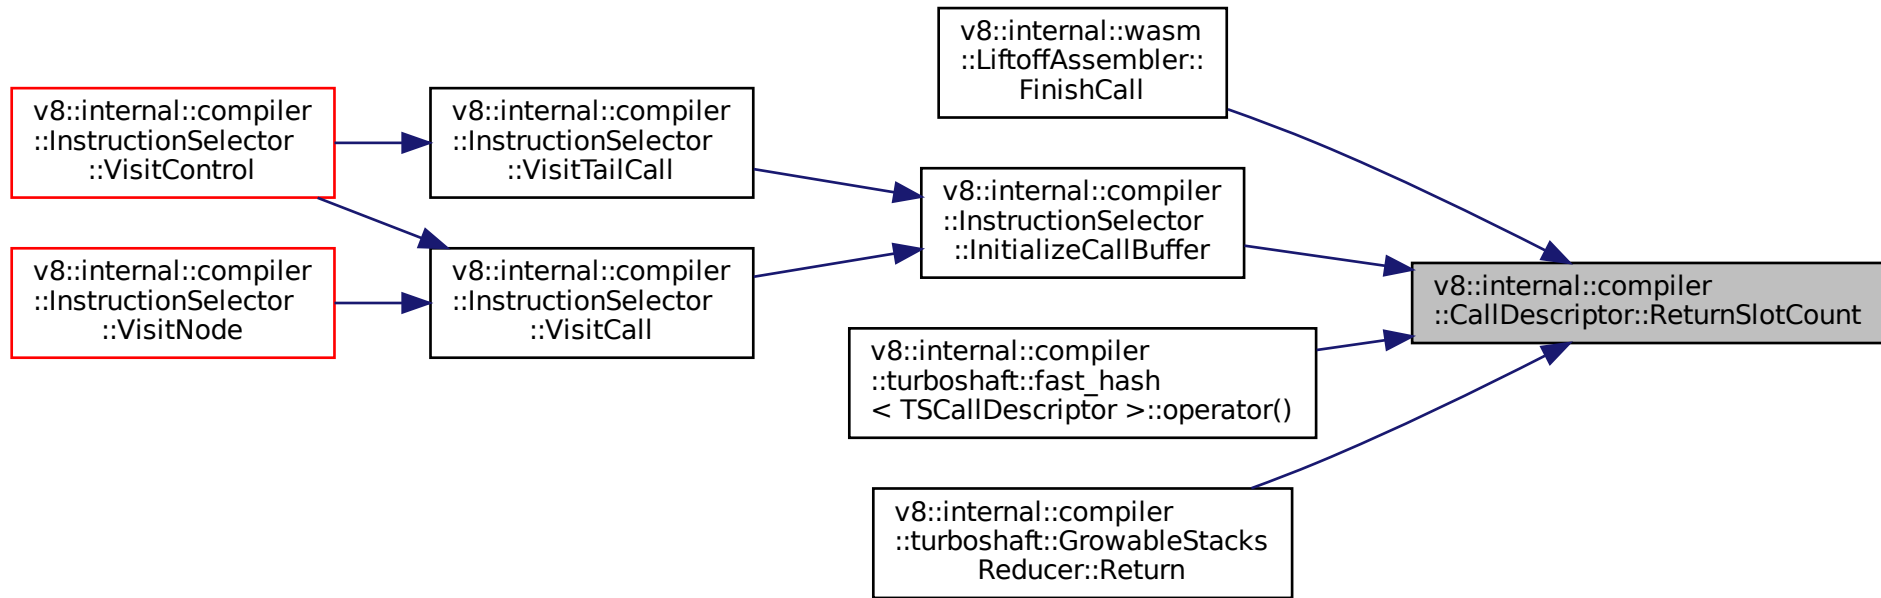 v8::internal::wasm
::LiftoffAssembler::
FinishCall
v8::internal::compiler
::InstructionSelector
::VisitControl
v8::internal::compiler
::InstructionSelector
::VisitTailCall
v8::internal::compiler
::InstructionSelector
::InitializeCallBuffer
v8::internal::compiler
::InstructionSelector
::VisitNode
v8::internal::compiler
::InstructionSelector
::VisitCall
v8::internal::compiler
::CallDescriptor::ReturnSlotCount
v8::internal::compiler
::turboshaft::fast_hash
< TSCallDescriptor >::operator()
v8::internal::compiler
::turboshaft::GrowableStacks
Reducer::Return